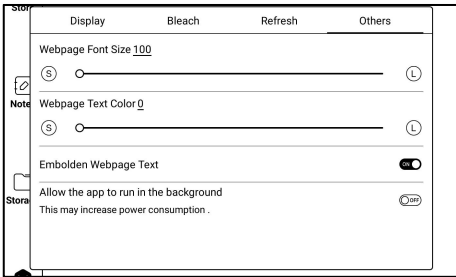 Stor
Display Bleach Refresh Others
Webpage Font Size 100
S L
Note
Webpage Text Color 0
S L
Embolden Webpage Text ON
Allow the app to run in the background OFF
Stora
This may increase power consumption .